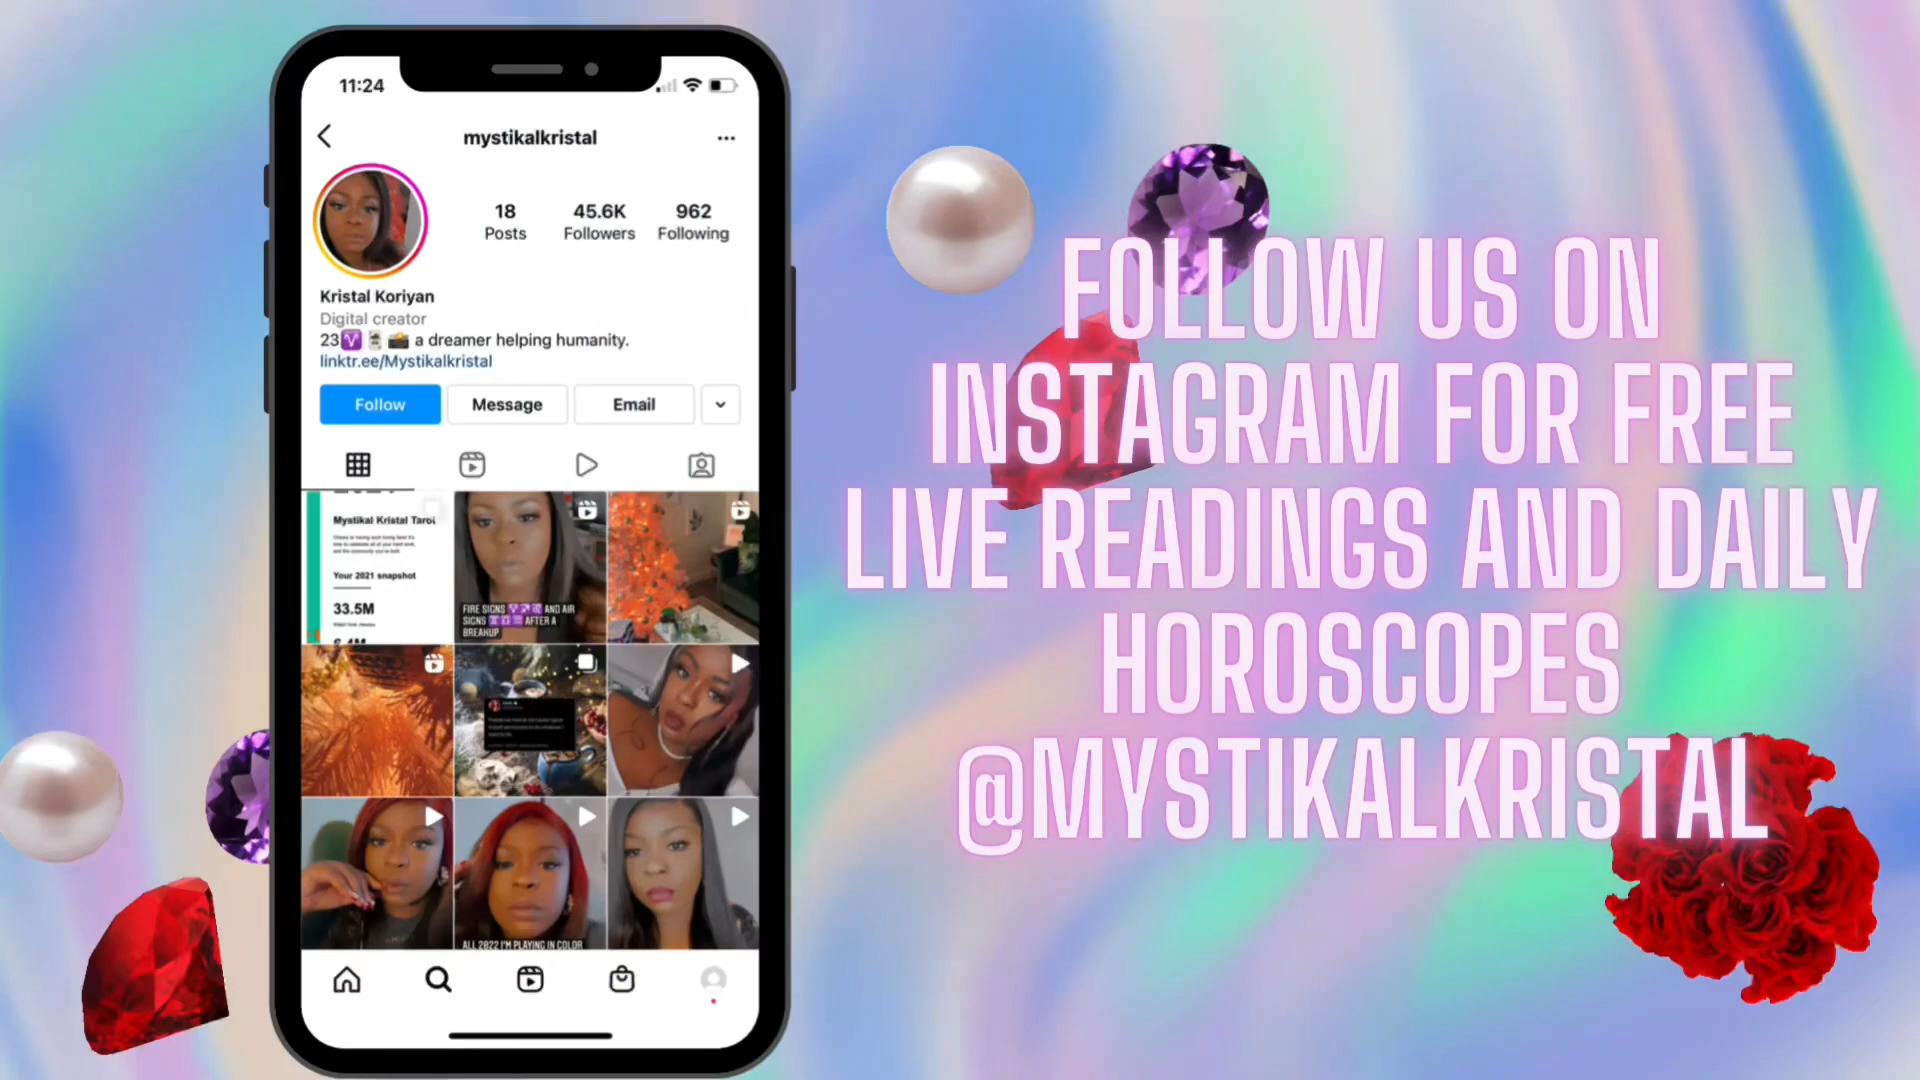 11:24
mystikalkristal
18
Posts
45.6K
Followers
962
Following
Kristal Koriyan
Digital creator
23♈🃏📸 a dreamer helping humanity.
linktr.ee/Mystikalkristal
Follow
Message
Email
Mystikal Kristal Tarot
Your 2021 snapshot
33.5M
FIRE SIGNS ♈♐♌ AND AIR
SIGNS ♊♎♒ AFTER A
BREAKUP
ALL 2022 I'M PLAYING IN COLOR
FOLLOW US ON
INSTAGRAM FOR FREE
LIVE READINGS AND DAILY
HOROSCOPES
@MYSTIKALKRISTAL